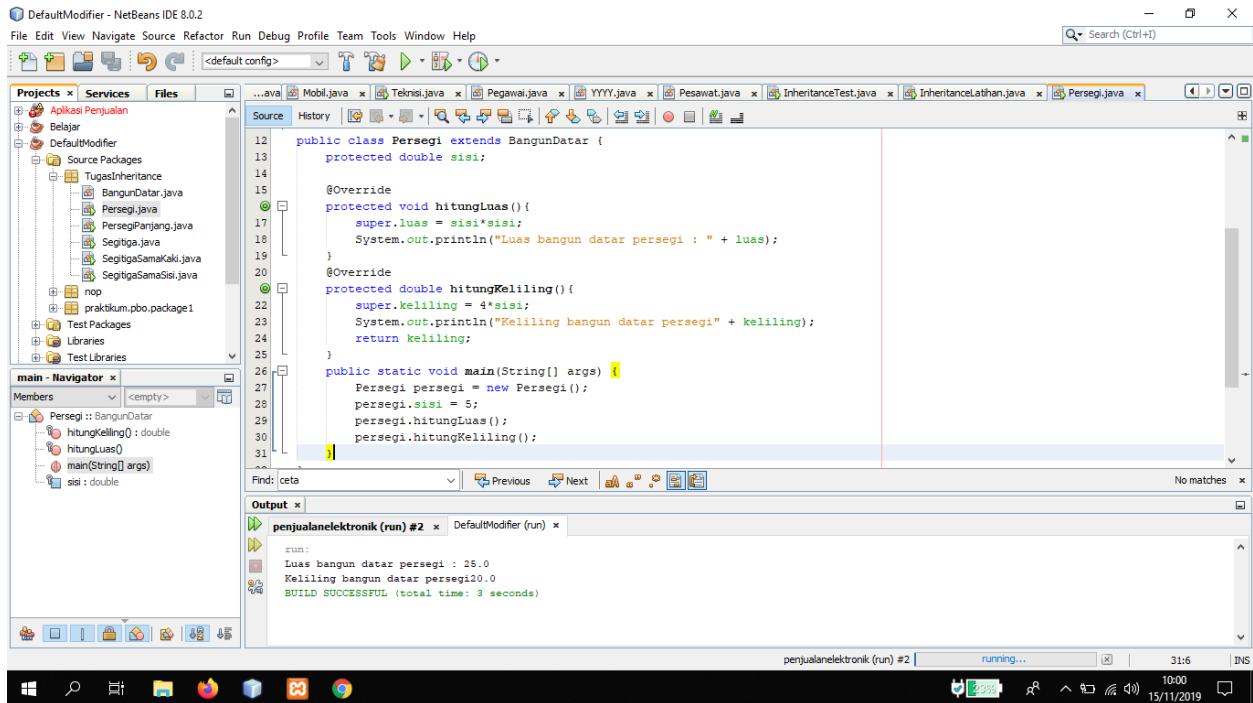 DefaultModifier - NetBeans IDE 8.0.2
File Edit View Navigate Source Refactor Run Debug Profile Team Tools Window Help
Search (Ctrl+I)
<default config>
Projects x Services Files
Aplikasi Penjualan
Belajar
DefaultModifier
Source Packages
TugasInheritance
BangunDatar.java
Persegi.java
PersegiPanjang.java
Segitiga.java
SegitigaSamaKaki.java
SegitigaSamaSisi.java
nop
praktikum.pbo.package1
Test Packages
Libraries
Test Libraries
main - Navigator x
Members <empty>
Persegi :: BangunDatar
hitungKeliling() : double
hitungLuas()
main(String[] args)
sisi : double
...ava Mobil.java x Teknisi.java x Pegawai.java x YYYY.java x Pesawat.java x InheritanceTest.java x InheritanceLatihan.java x Persegi.java x
Source History
12 public class Persegi extends BangunDatar {
13 protected double sisi;
14
15 @Override
protected void hitungLuas(){
17 super.luas = sisi*sisi;
18 System.out.println("Luas bangun datar persegi : " + luas);
19 }
20 @Override
protected double hitungKeliling(){
22 super.keliling = 4*sisi;
23 System.out.println("Keliling bangun datar persegi" + keliling);
24 return keliling;
25 }
26 public static void main(String[] args) {
27 Persegi persegi = new Persegi();
28 persegi.sisi = 5;
29 persegi.hitungLuas();
30 persegi.hitungKeliling();
31 }
Find: ceta Previous Next No matches x
Output x
penjualanelektronik (run) #2 x DefaultModifier (run) x
run:
Luas bangun datar persegi : 25.0
Keliling bangun datar persegi20.0
BUILD SUCCESSFUL (total time: 3 seconds)
penjualanelektronik (run) #2 running... 31:6 INS
23% 10:00
15/11/2019